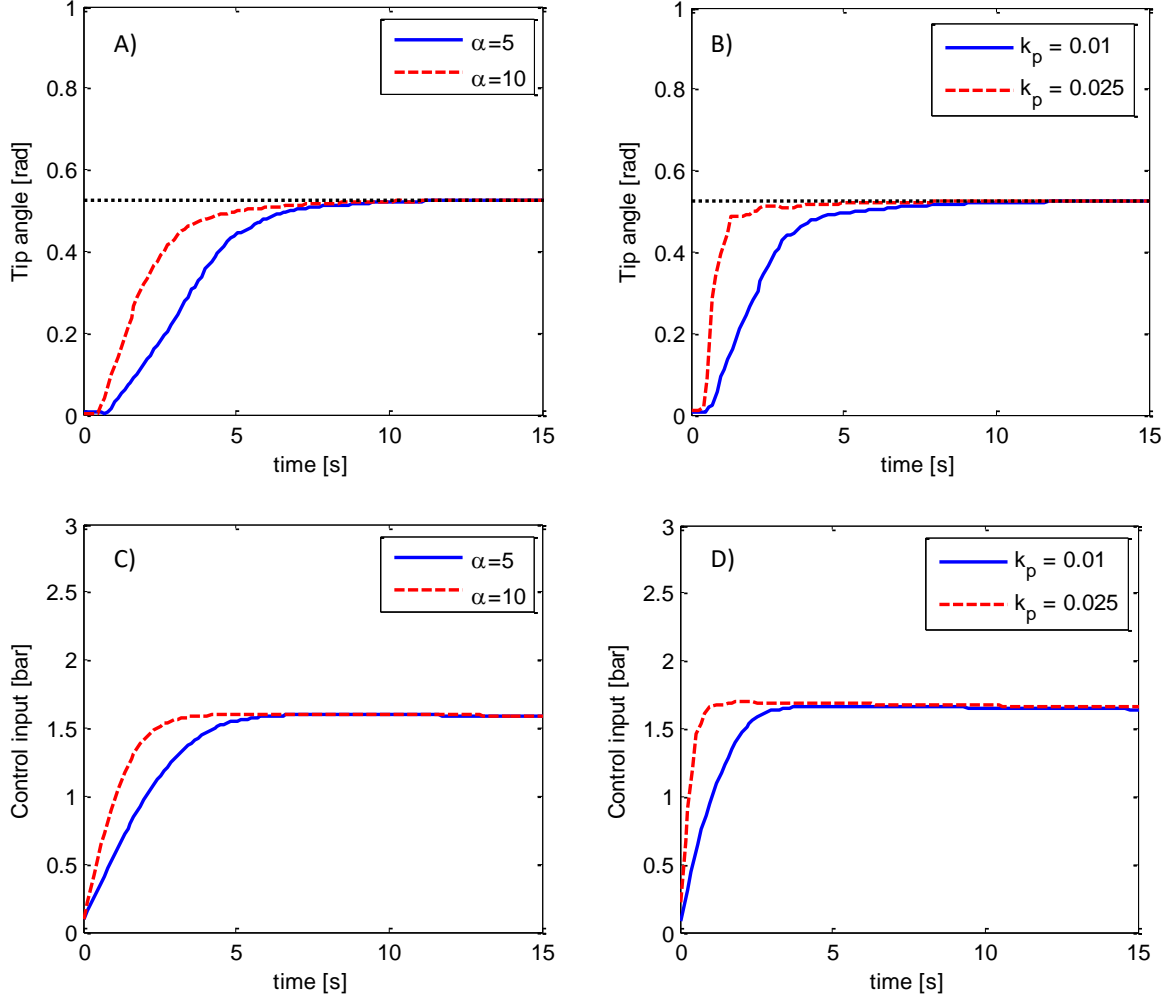 A)
α=5
α=10
1
0.8
0.6
0.4
0.2
0
Tip angle [rad]
0 5 10 15
time [s]
B)
k_p = 0.01
k_p = 0.025
1
0.8
0.6
0.4
0.2
0
Tip angle [rad]
0 5 10 15
time [s]
C)
α=5
α=10
3
2.5
2
1.5
1
0.5
0
Control input [bar]
0 5 10 15
time [s]
D)
k_p = 0.01
k_p = 0.025
3
2.5
2
1.5
1
0.5
0
Control input [bar]
0 5 10 15
time [s]